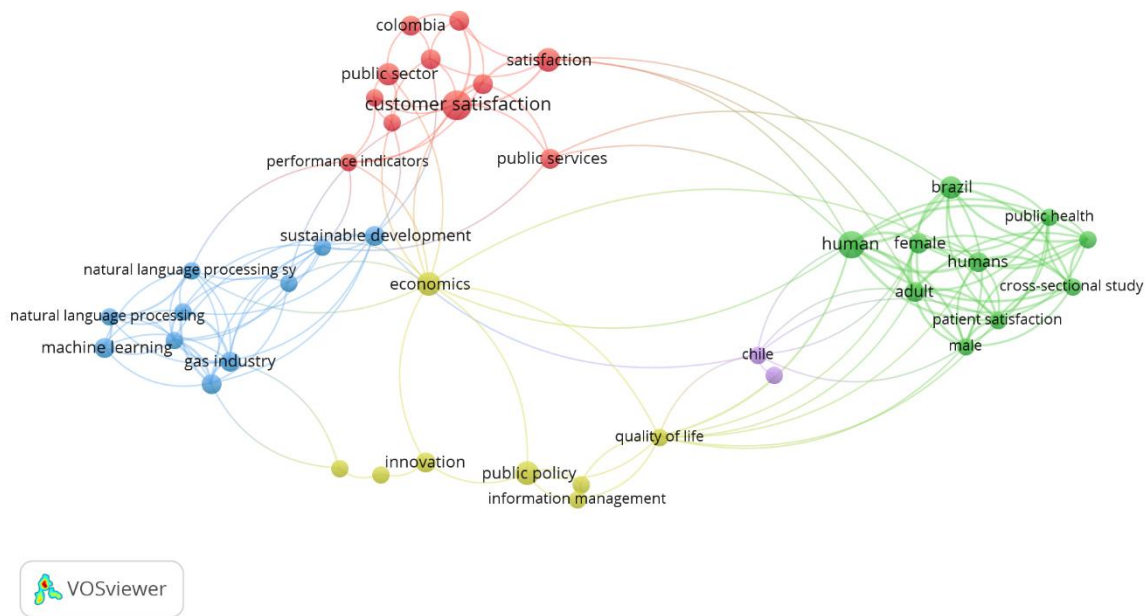 colombia
satisfaction
public sector
customer satisfaction
performance indicators
public services
brazil
public health
sustainable development
human
female
humans
natural language processing sy
economics
adult
cross-sectional study
natural language processing
patient satisfaction
machine learning
gas industry
chile
male
quality of life
innovation
public policy
information management
VOSviewer